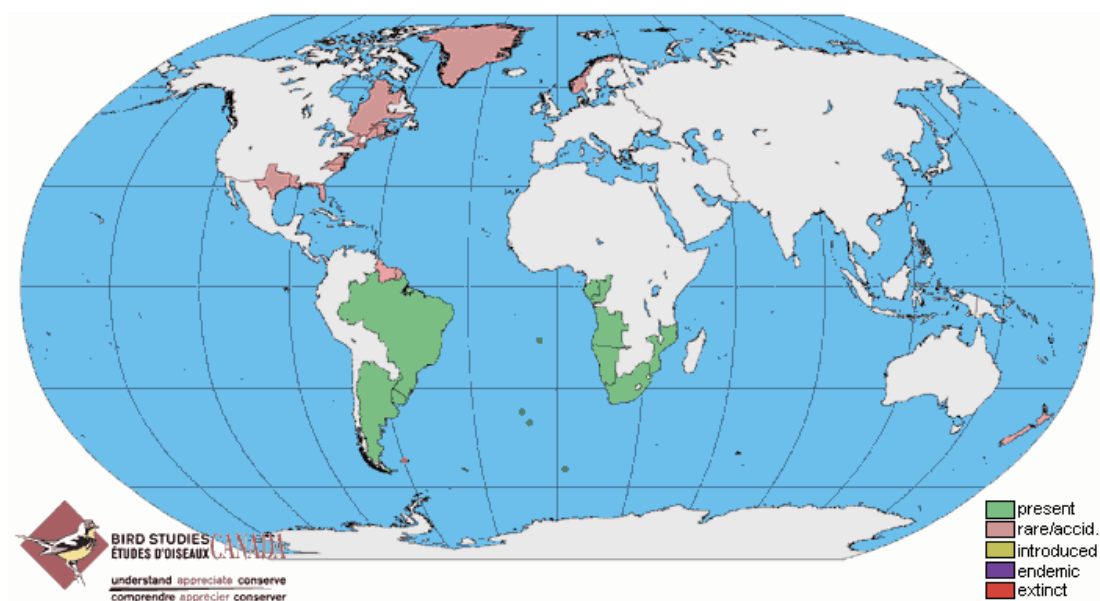 BIRD STUDIES
ÉTUDES D'OISEAUX CANADA
understand appreciate conserve
comprendre apprécier conserver
present
rare/accid.
introduced
endemic
extinct